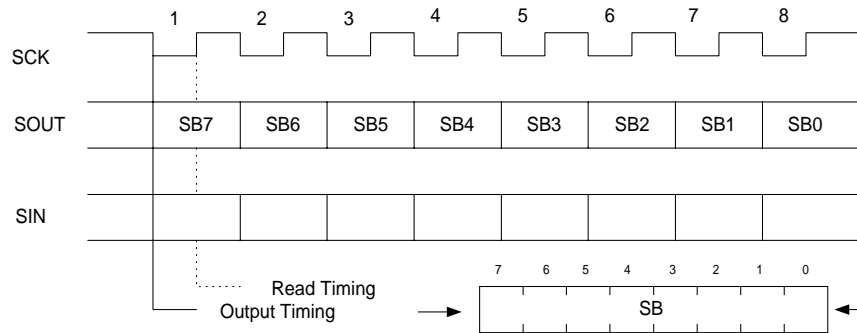 1 2 3 4 5 6 7 8
SCK
SOUT SB7 SB6 SB5 SB4 SB3 SB2 SB1 SB0
SIN
7 6 5 4 3 2 1 0
Read Timing
Output Timing SB